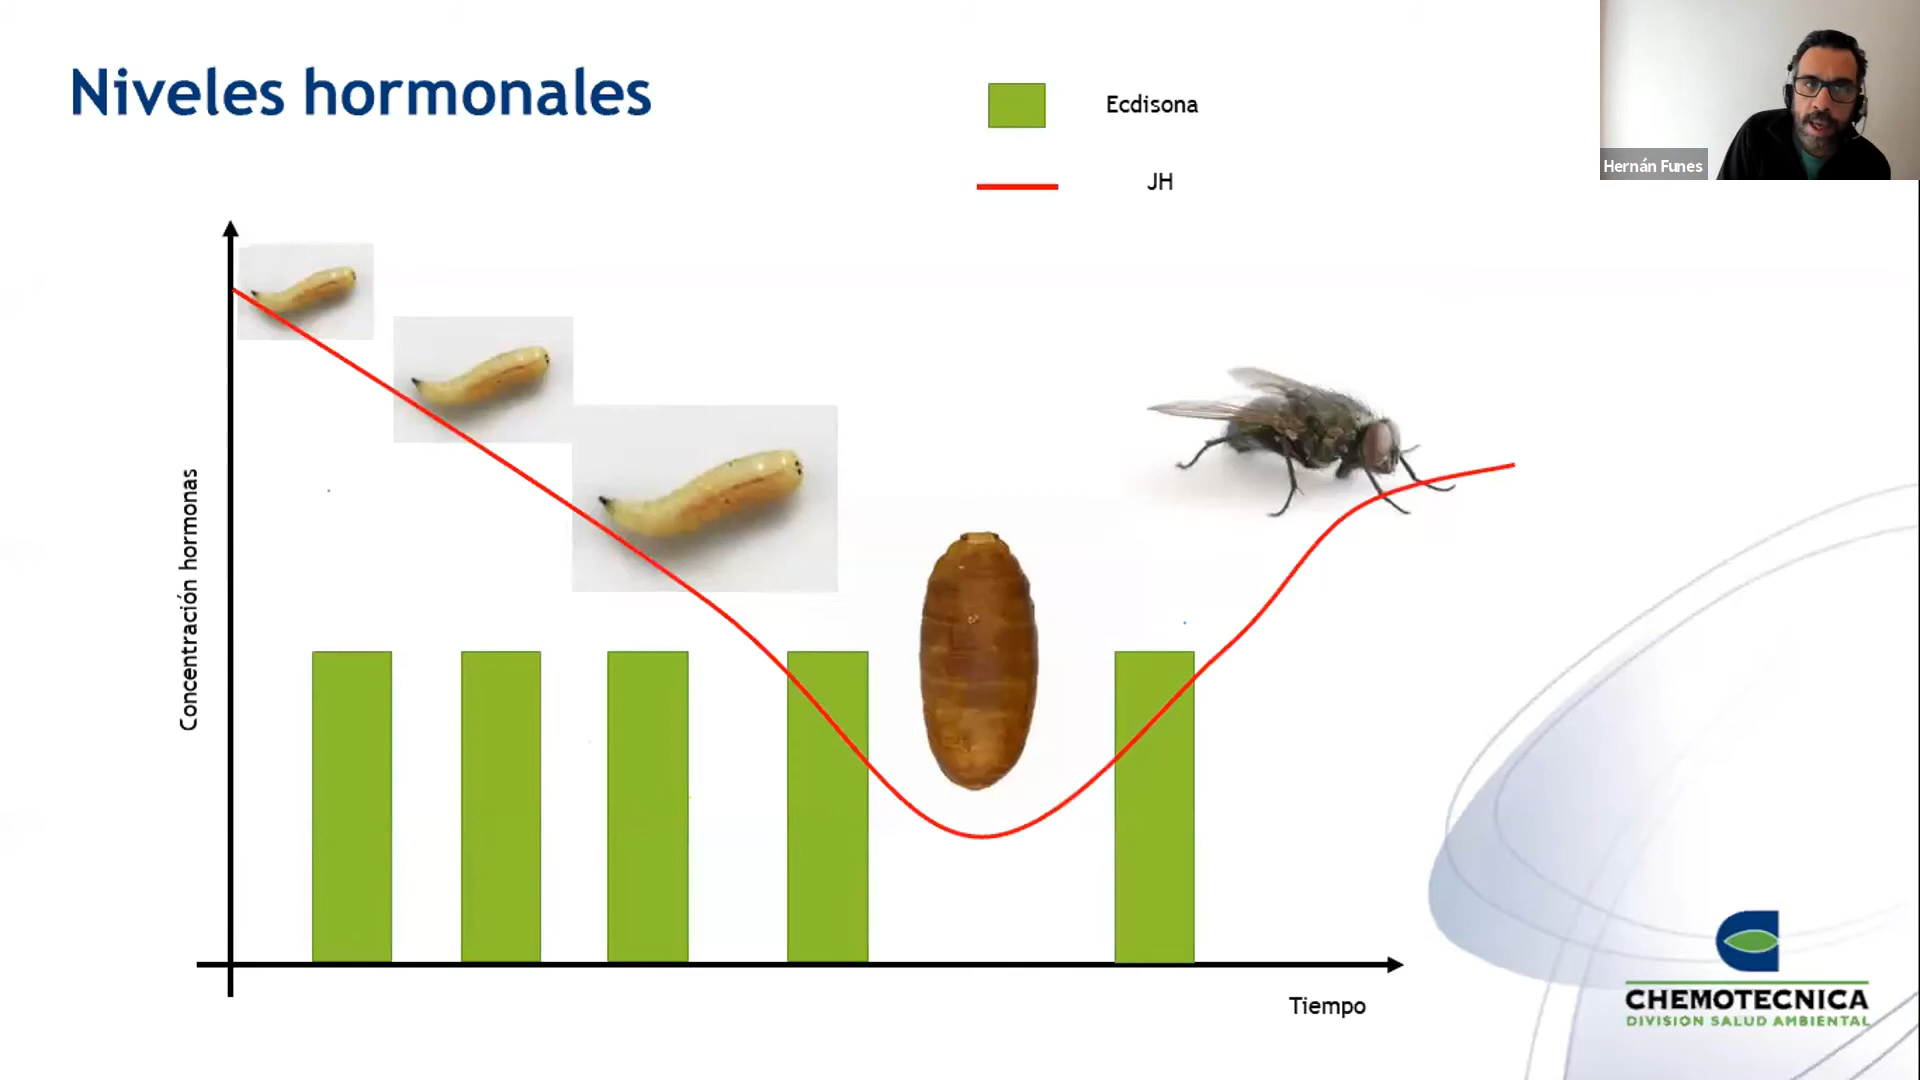 Niveles hormonales
Ecdisona
JH
Hernán Funes
Concentración hormonas
Tiempo
CHEMOTECNICA
DIVISION SALUD AMBIENTAL